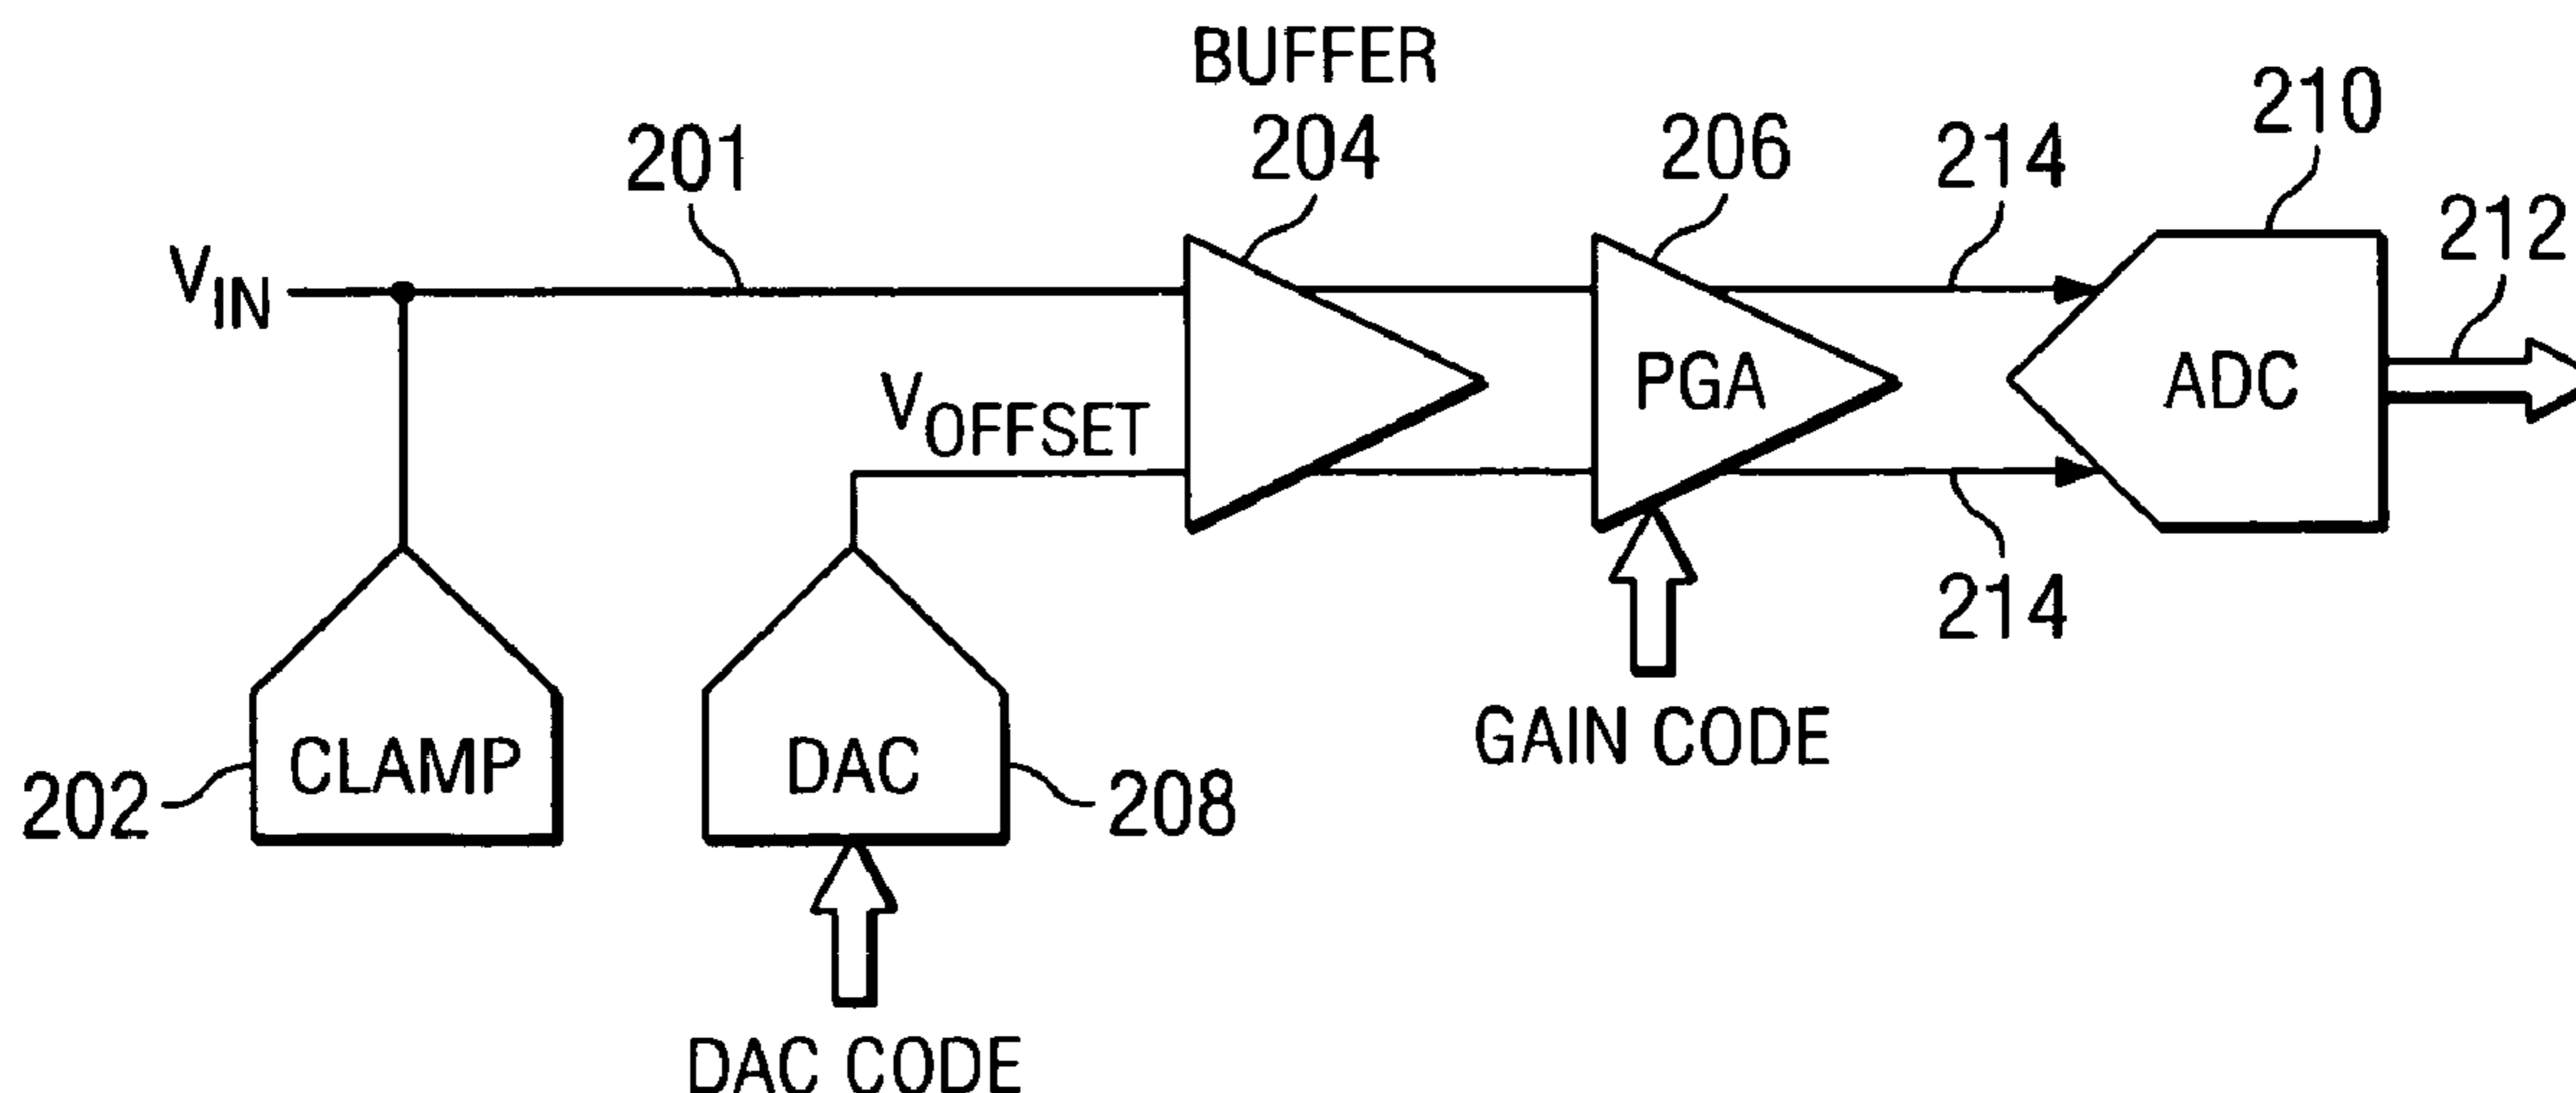 BUFFER
201
204
206
214
210
212
VIN
VOFFSET
PGA
ADC
214
GAIN CODE
202
CLAMP
DAC
208
DAC CODE